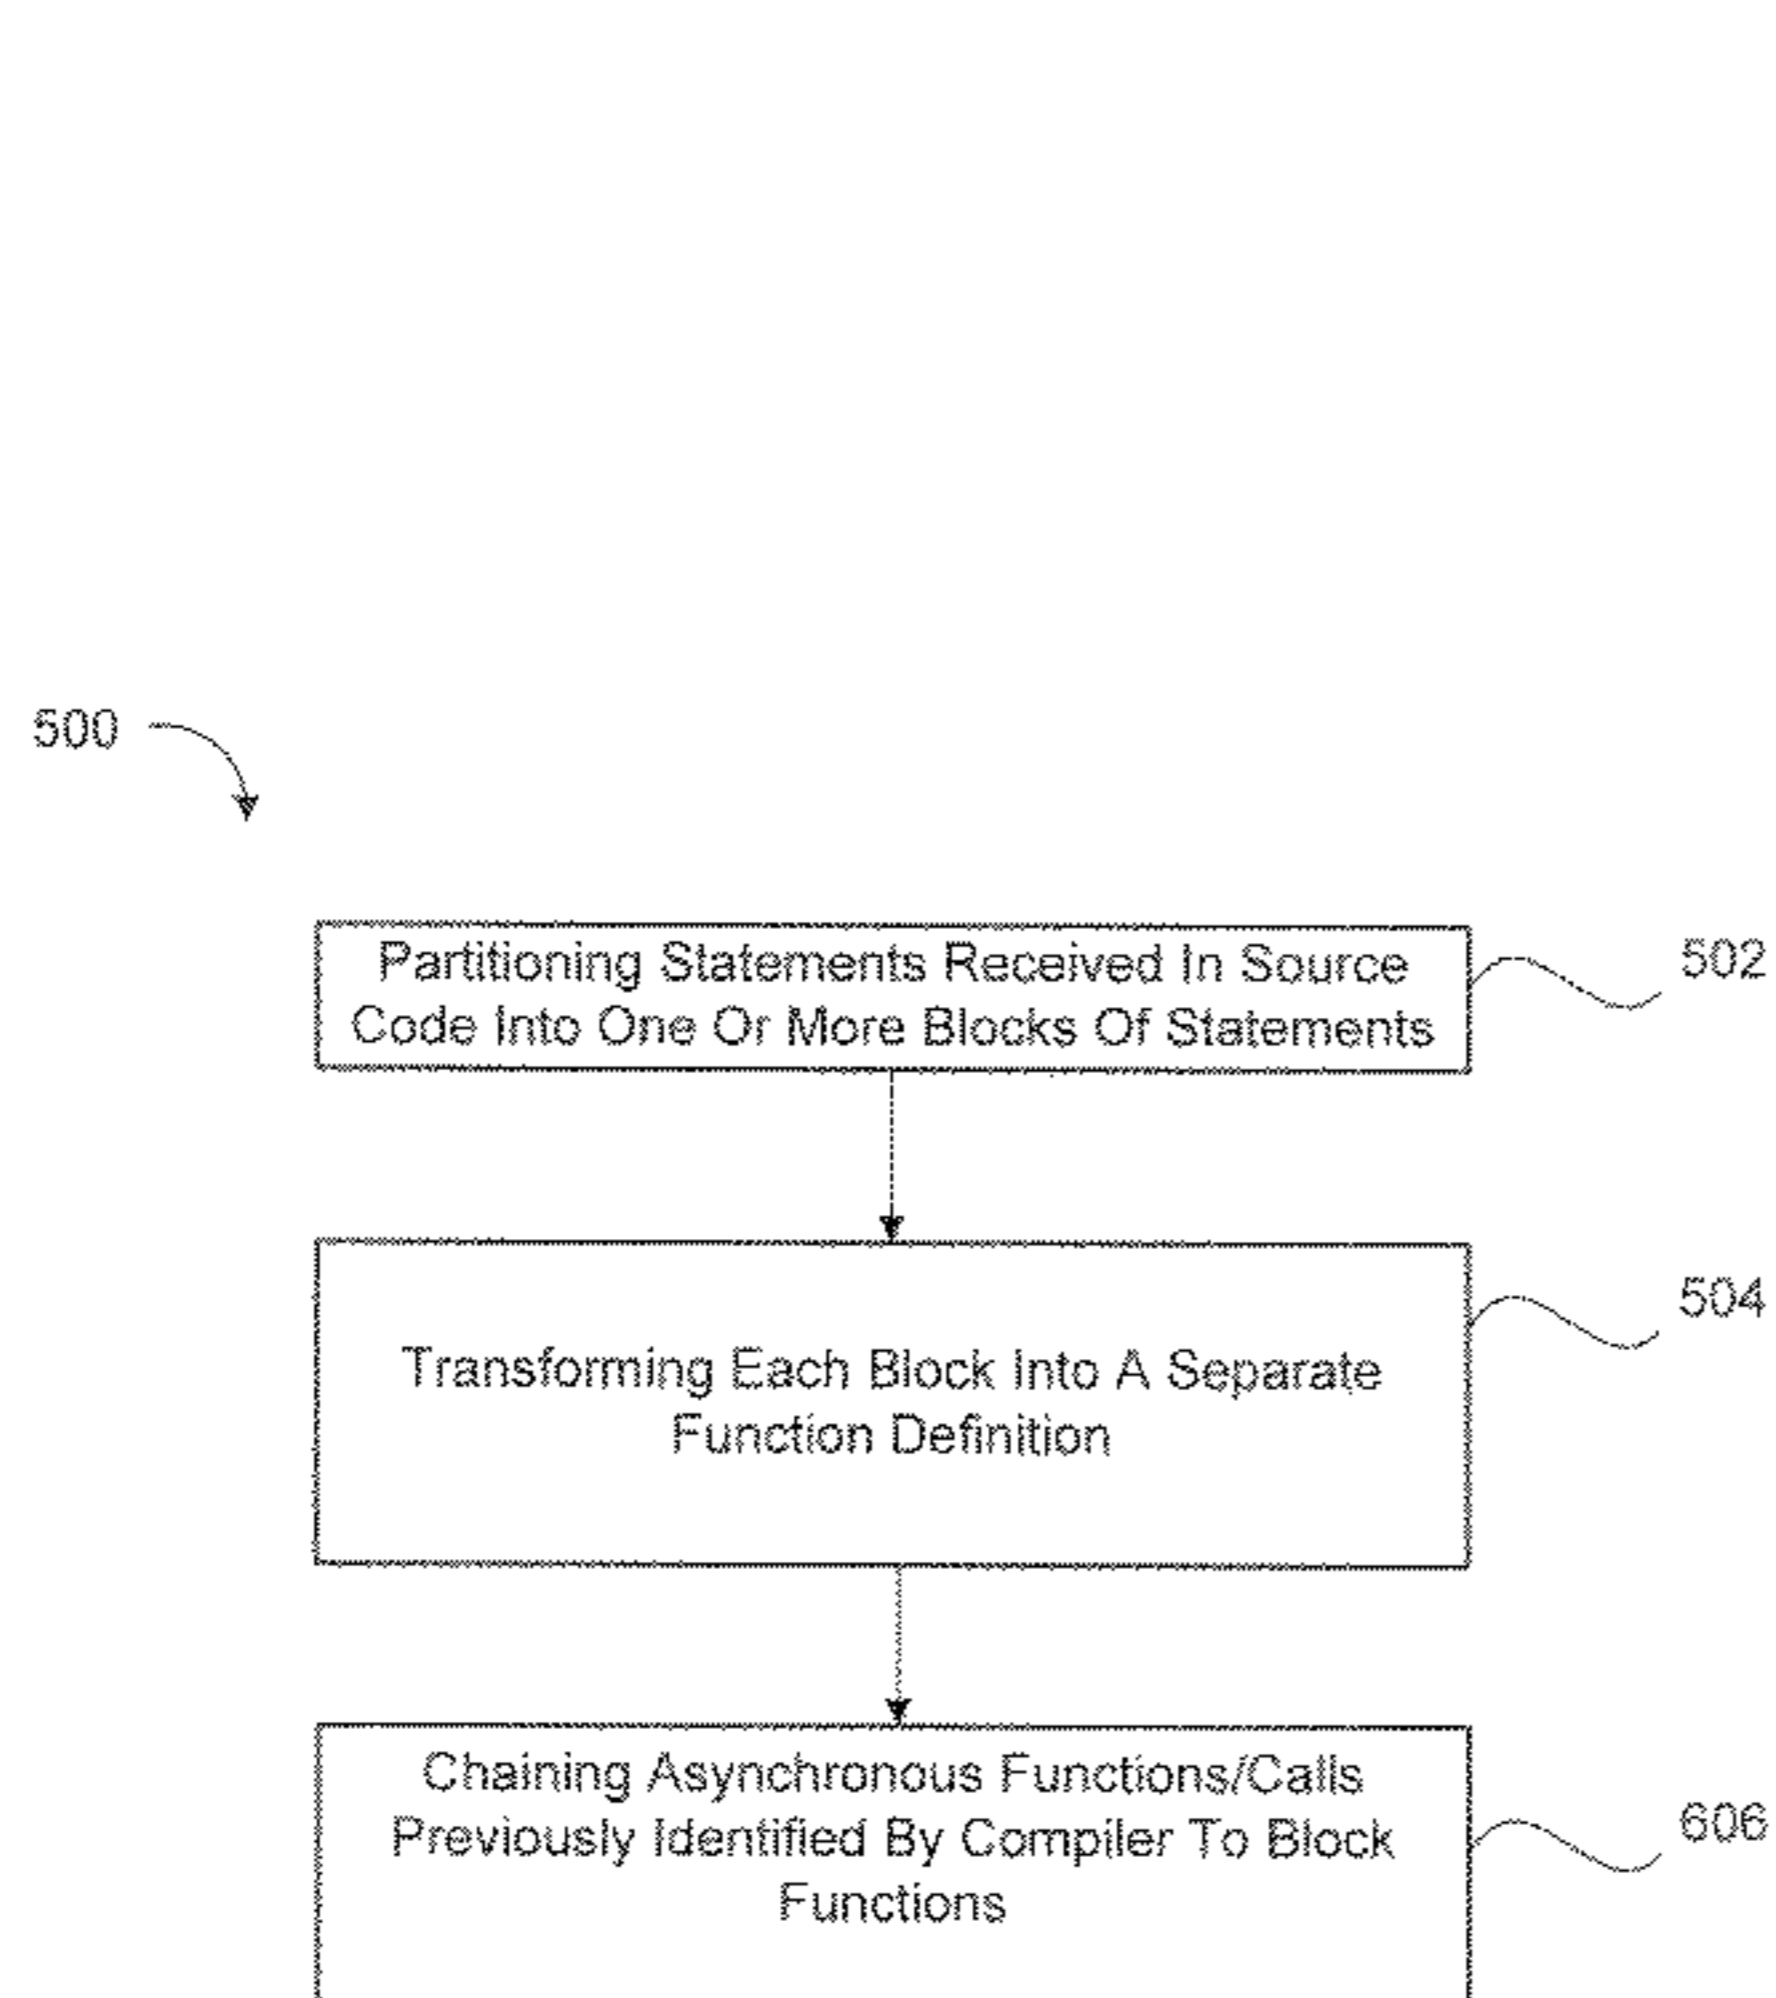 500
Partitioning Statements Received In Source
Code Into One Or More Blocks Of Statements
502
Transforming Each Block Into A Separate
Function Definition
504
Chaining Asynchronous Functions/Calls
Previously Identified By Compiler To Block
Functions
606